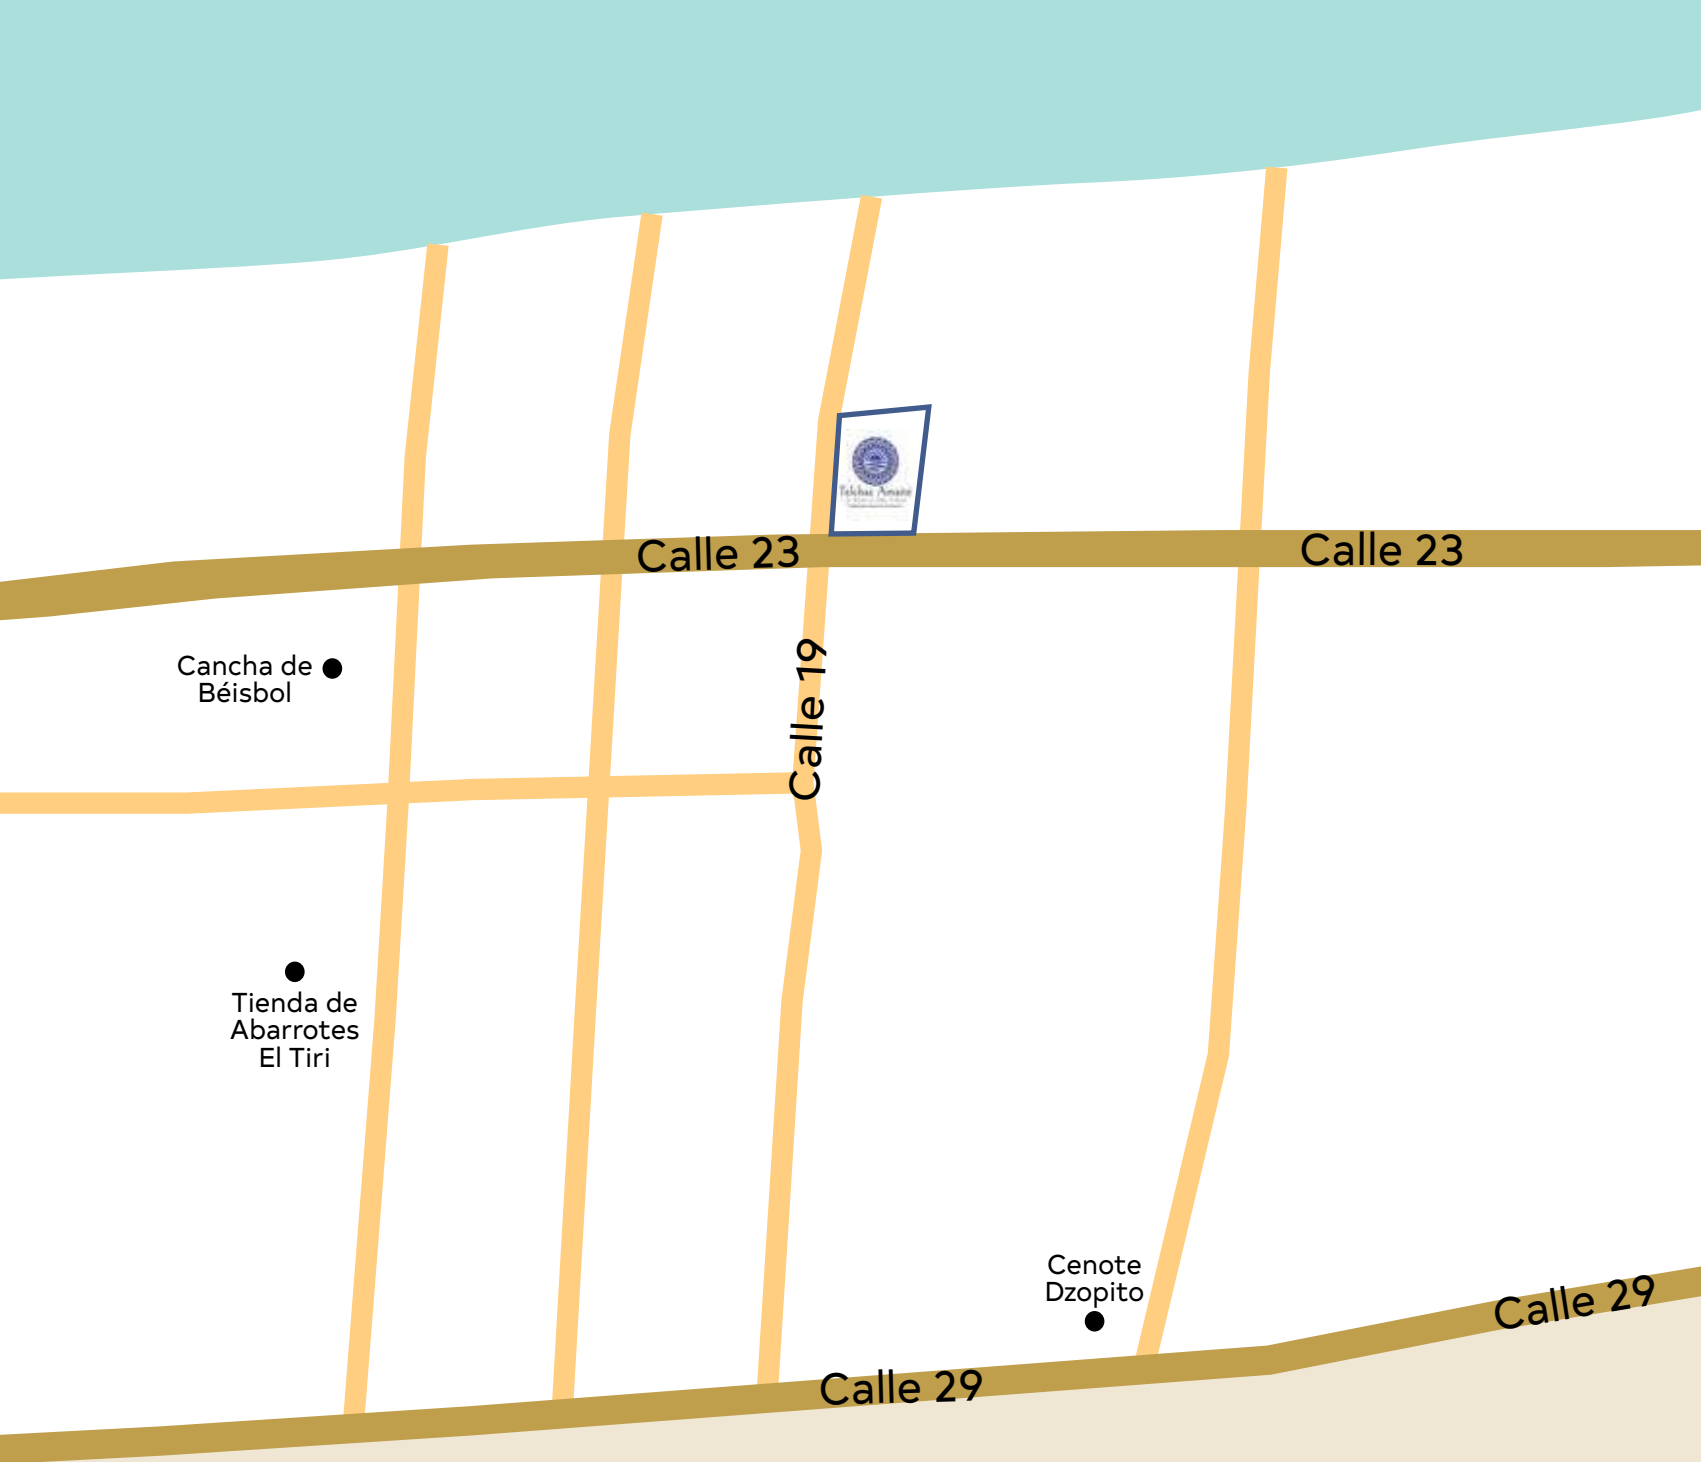 Calle 23
Calle 23
Cancha de
Béisbol
Calle 19
Tienda de
Abarrotes
El Tiri
Cenote
Dzopito
Calle 29
Calle 29